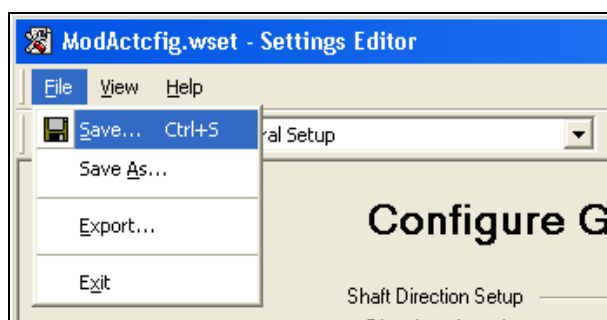 ModActcfig.wset - Settings Editor
File View Help
Save... Ctrl+S
ral Setup
Save As...
Configure G
Export...
Exit
Shaft Direction Setup